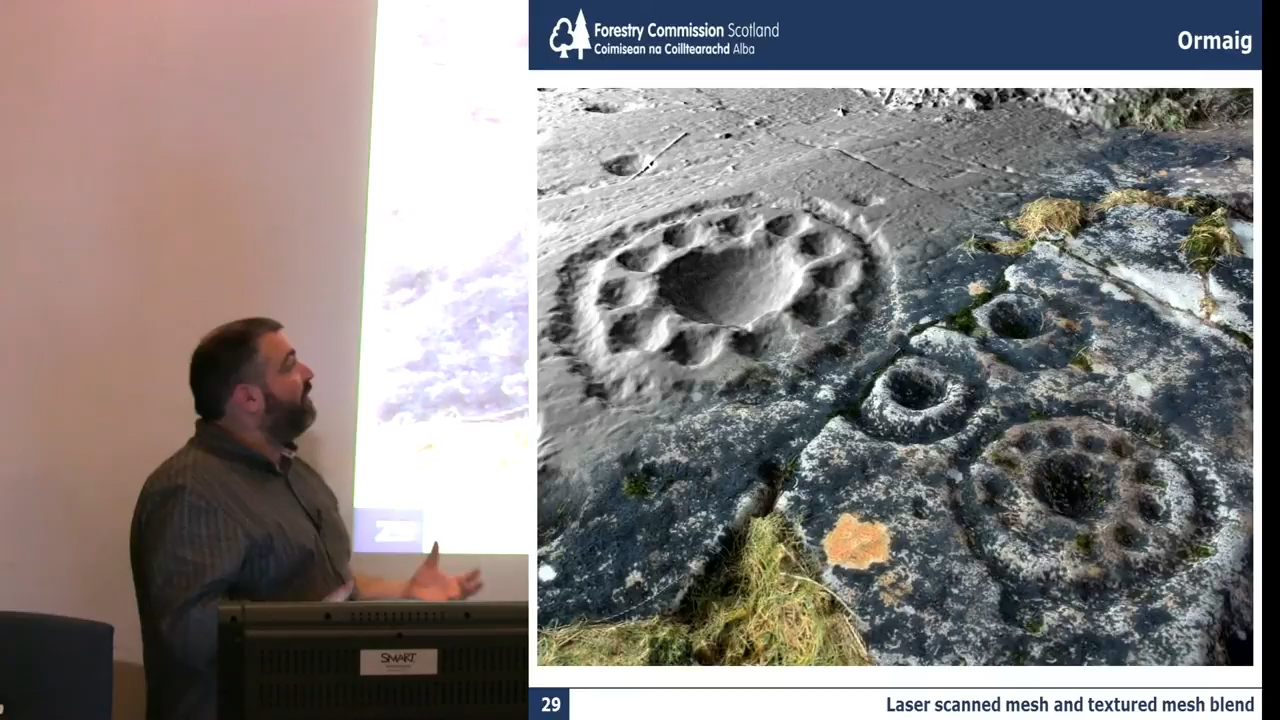 Forestry Commission Scotland
Coimisean na Coilltearachd Alba
Ormaig
SMART
29
Laser scanned mesh and textured mesh blend